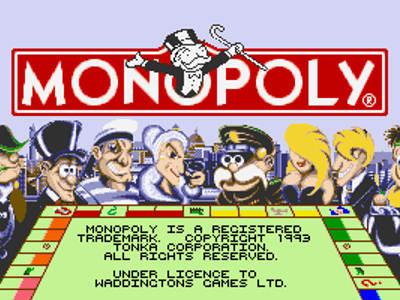 MONOPOLY®
MONOPOLY IS A REGISTERED
TRADEMARK. COPYRIGHT 1993
TONKA CORPORATION.
ALL RIGHTS RESERVED.
UNDER LICENCE TO
WADDINGTONS GAMES LTD.